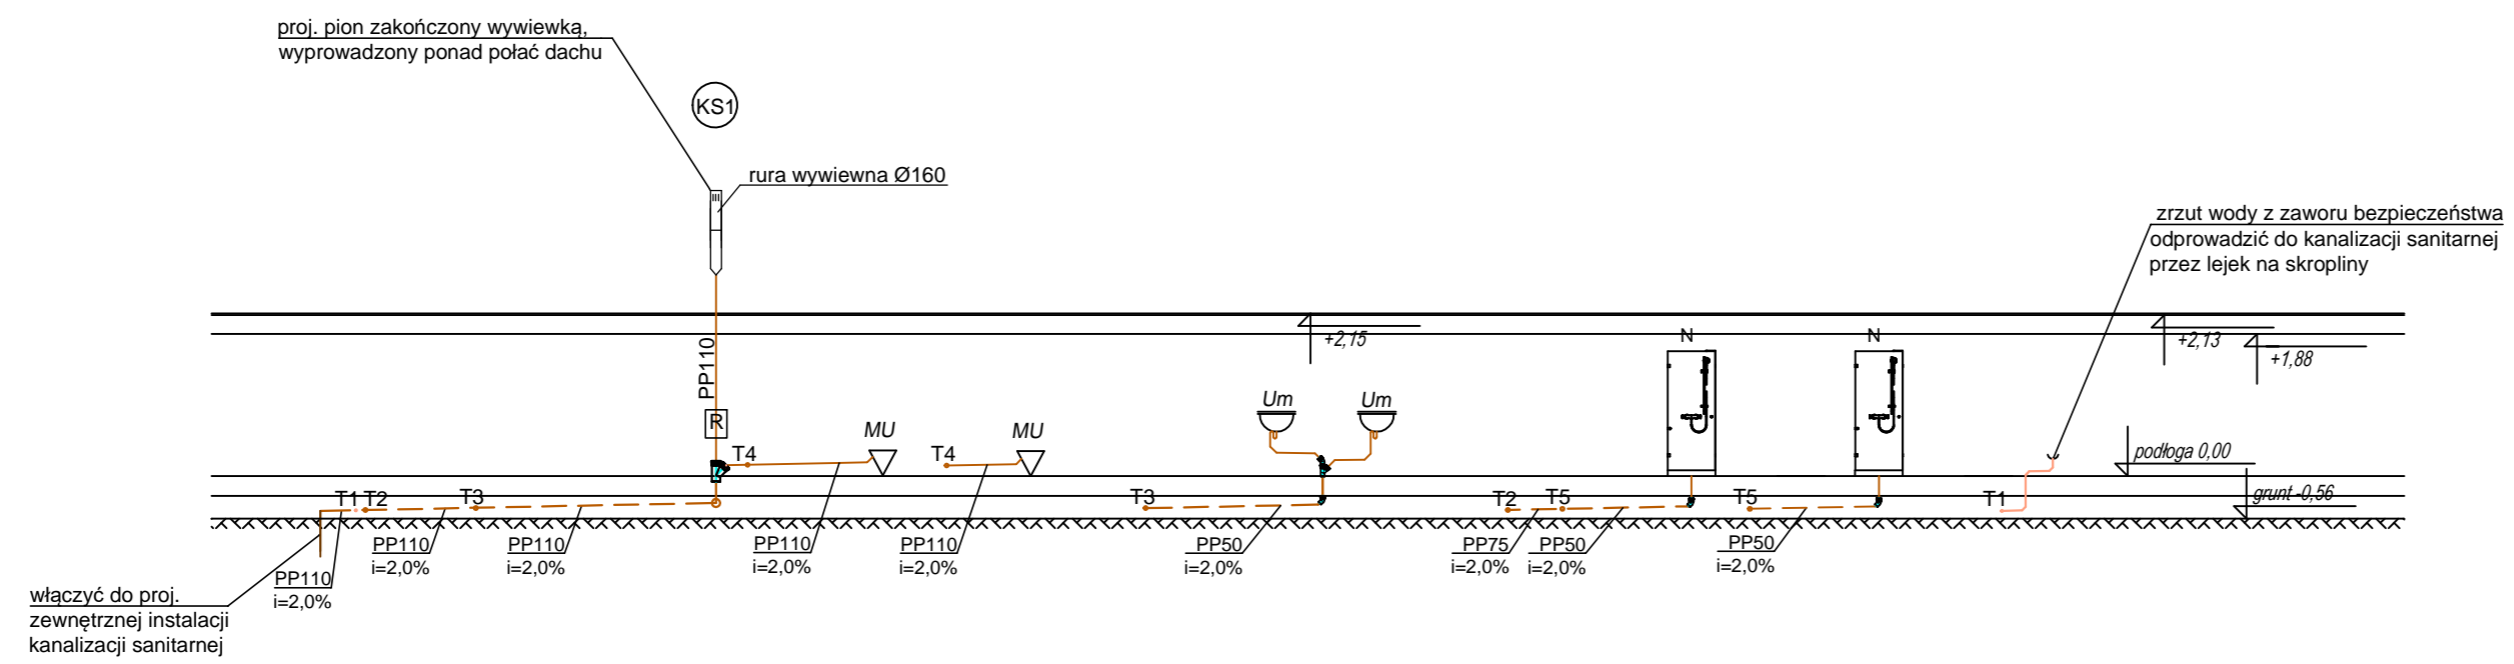 proj. pion zakończony wywiewką,
wyprowadzony ponad połać dachu
KS1
rura wywiewna Ø160
zrzut wody z zaworu bezpieczeństwa
odprowadzić do kanalizacji sanitarnej
przez lejek na skropliny
PP110
R
+2,15
N
N
+2,13
+1,88
Um
Um
T4
MU
T4
MU
podłoga 0,00
T1
T2
T3
T3
T2
T5
T5
T1
grunt -0,56
PP110
i=2,0%
PP110
i=2,0%
PP110
i=2,0%
PP110
i=2,0%
PP110
i=2,0%
PP50
i=2,0%
PP75
i=2,0%
PP50
i=2,0%
PP50
i=2,0%
włączyć do proj.
zewnętrznej instalacji
kanalizacji sanitarnej